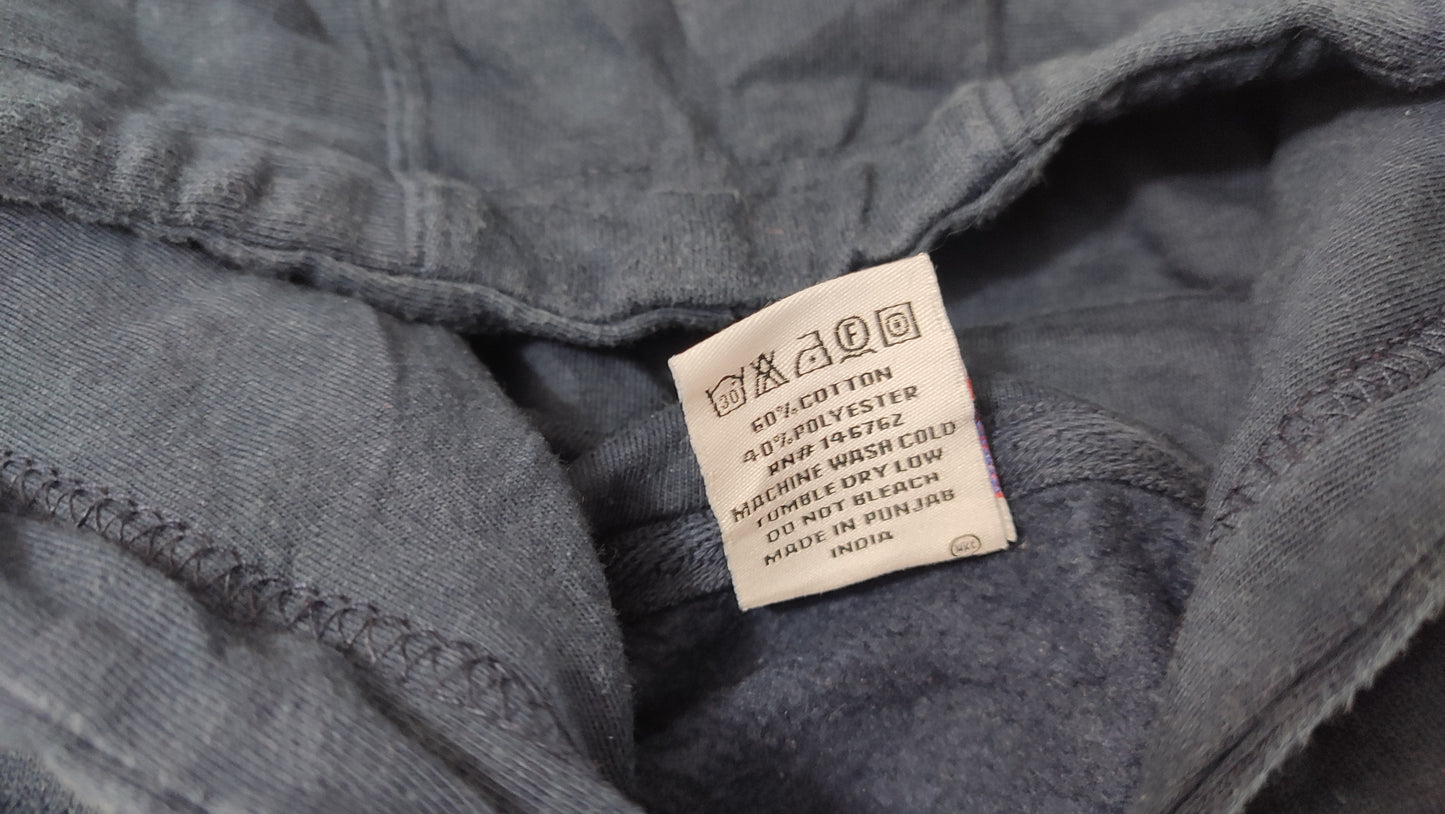 30 F
60% COTTON
40% POLYESTER
RN# 146762
MACHINE WASH COLD
TUMBLE DRY LOW
DO NOT BLEACH
MADE IN PUNJAB
INDIA